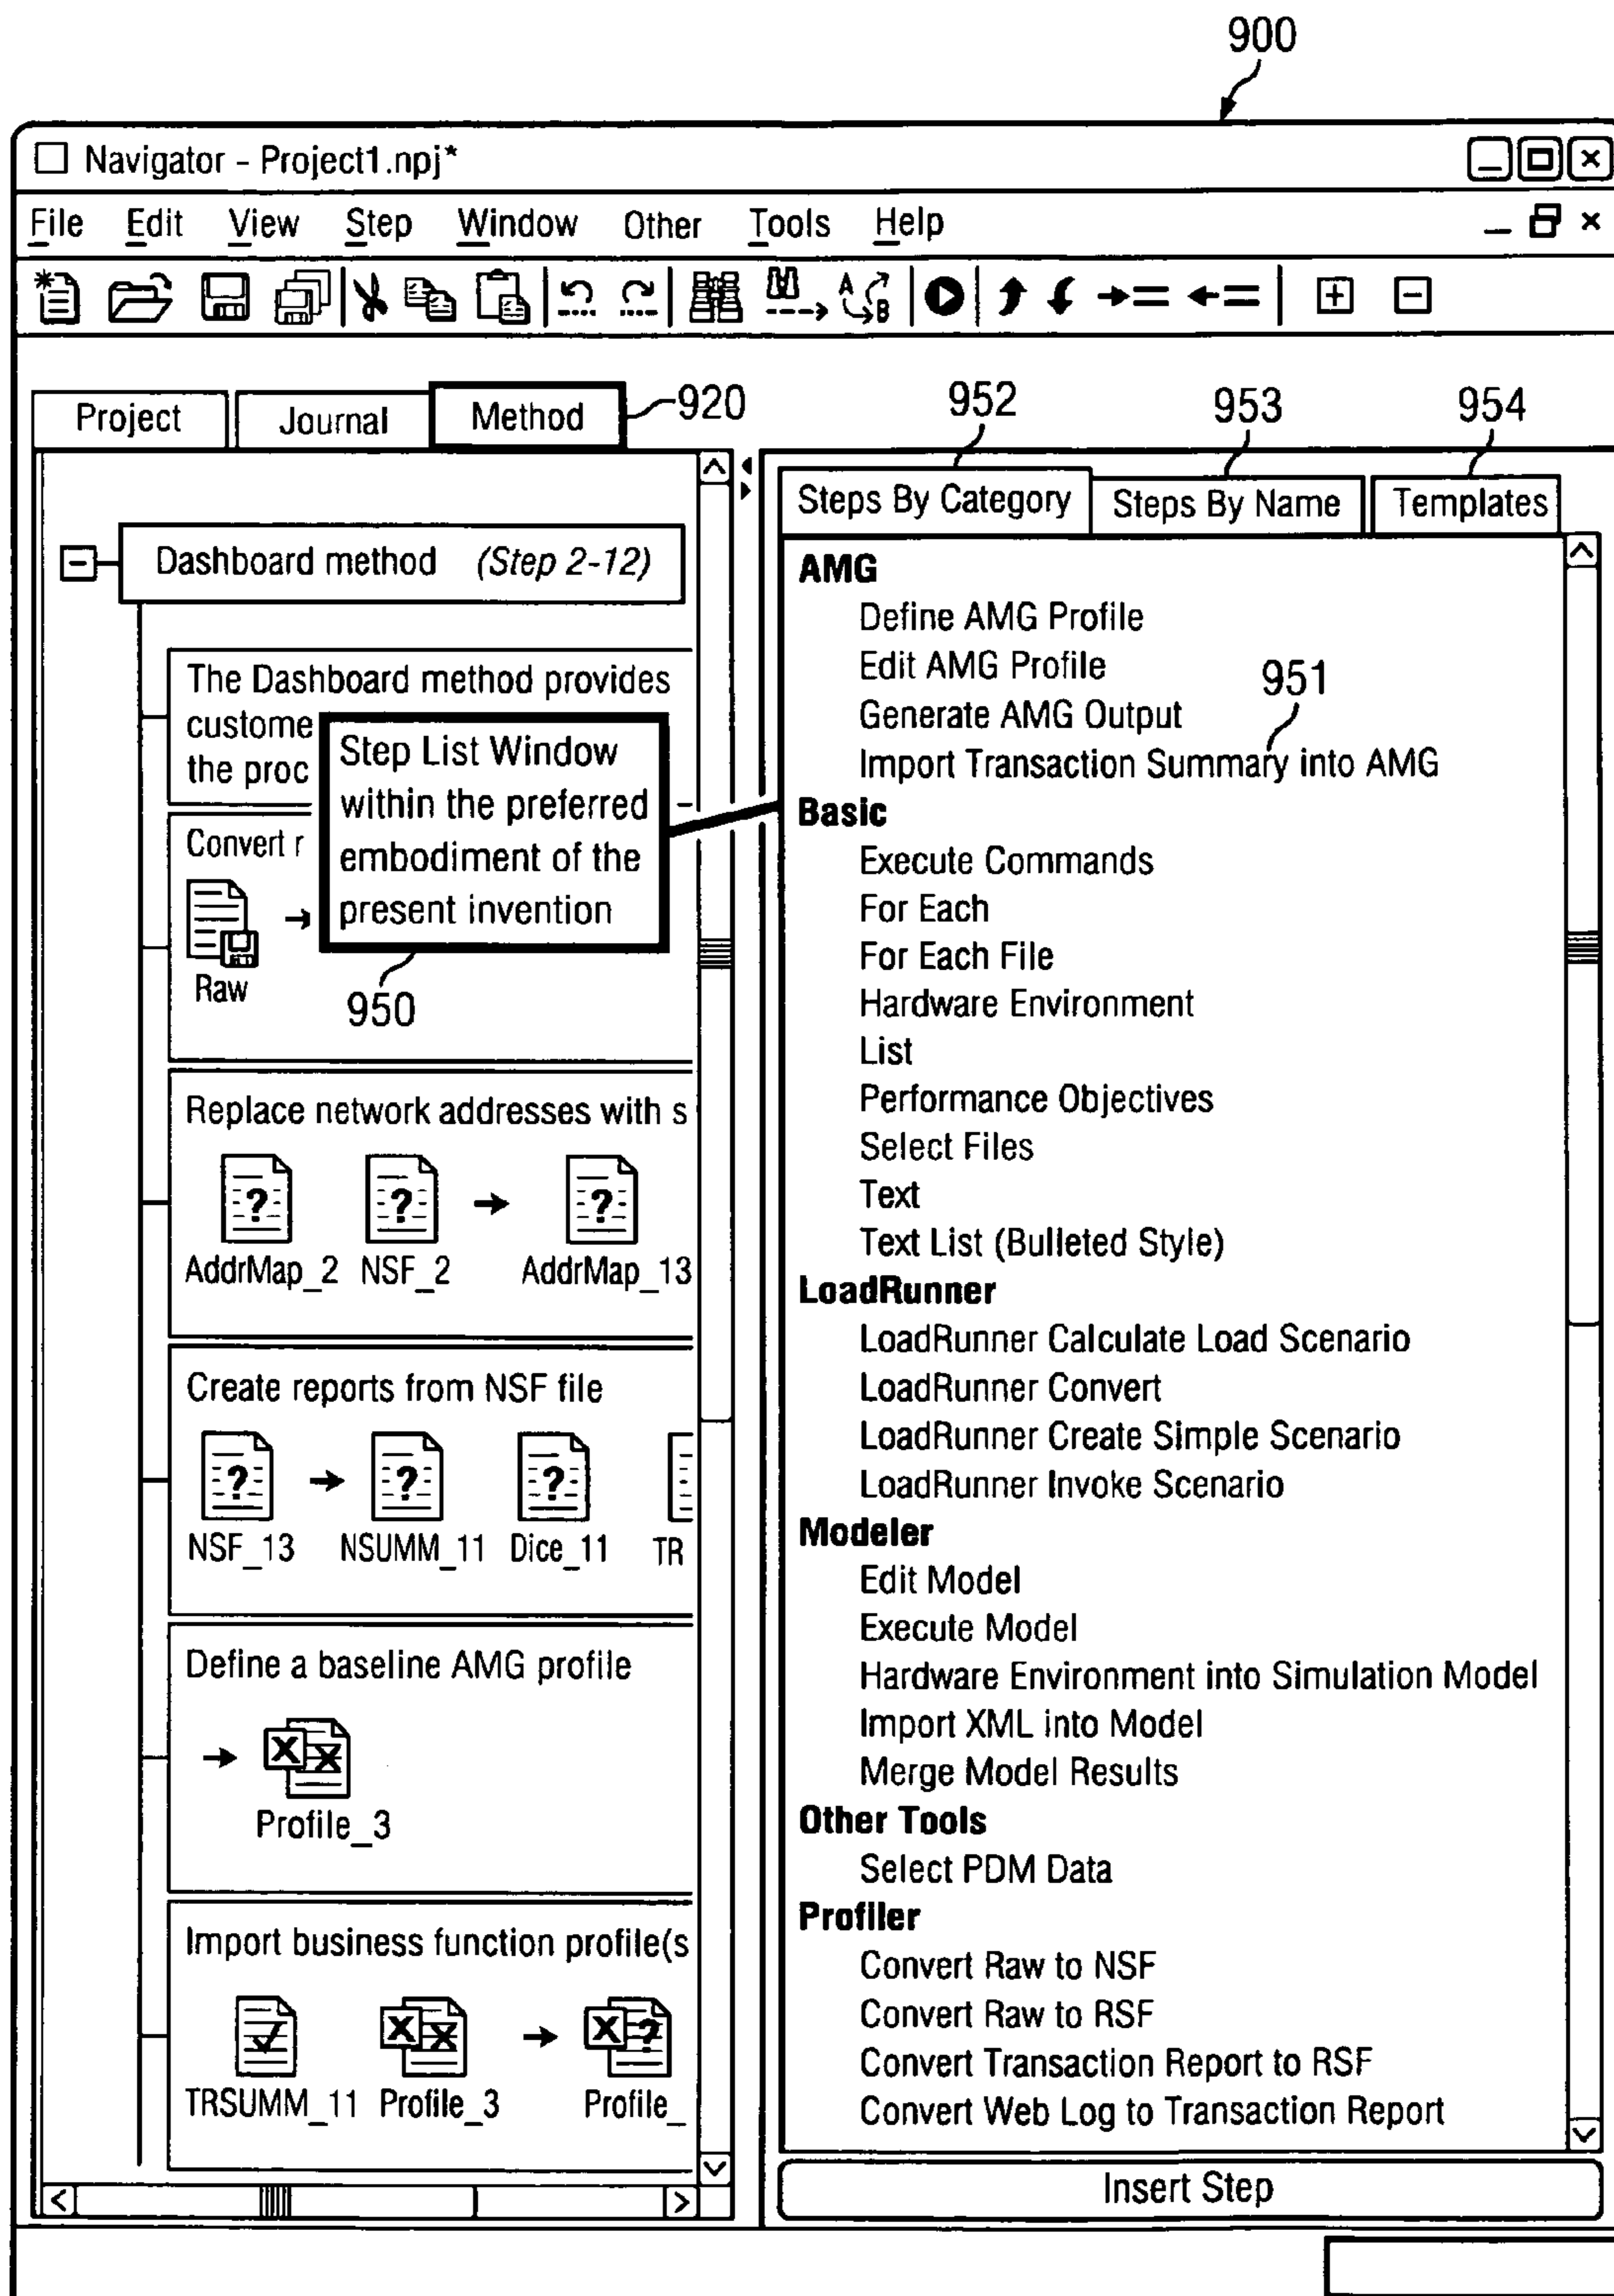 900
Navigator - Project1.npj*
File Edit View Step Window Other Tools Help
A
B
Project Journal Method 920
952 953 954
Steps By Category Steps By Name Templates
Dashboard method (Step 2-12)
The Dashboard method provides
custome
the proc
Step List Window
within the preferred
embodiment of the
present invention
950
Convert r
Raw
Replace network addresses with s
? ? ?
AddrMap_2 NSF_2 AddrMap_13
Create reports from NSF file
? ? ?
NSF_13 NSUMM_11 Dice_11 TR
Define a baseline AMG profile
X X
Profile_3
Import business function profile(s
X X X ?
TRSUMM_11 Profile_3 Profile_
AMG
Define AMG Profile
Edit AMG Profile
951
Generate AMG Output
Import Transaction Summary into AMG
Basic
Execute Commands
For Each
For Each File
Hardware Environment
List
Performance Objectives
Select Files
Text
Text List (Bulleted Style)
LoadRunner
LoadRunner Calculate Load Scenario
LoadRunner Convert
LoadRunner Create Simple Scenario
LoadRunner Invoke Scenario
Modeler
Edit Model
Execute Model
Hardware Environment into Simulation Model
Import XML into Model
Merge Model Results
Other Tools
Select PDM Data
Profiler
Convert Raw to NSF
Convert Raw to RSF
Convert Transaction Report to RSF
Convert Web Log to Transaction Report
Insert Step